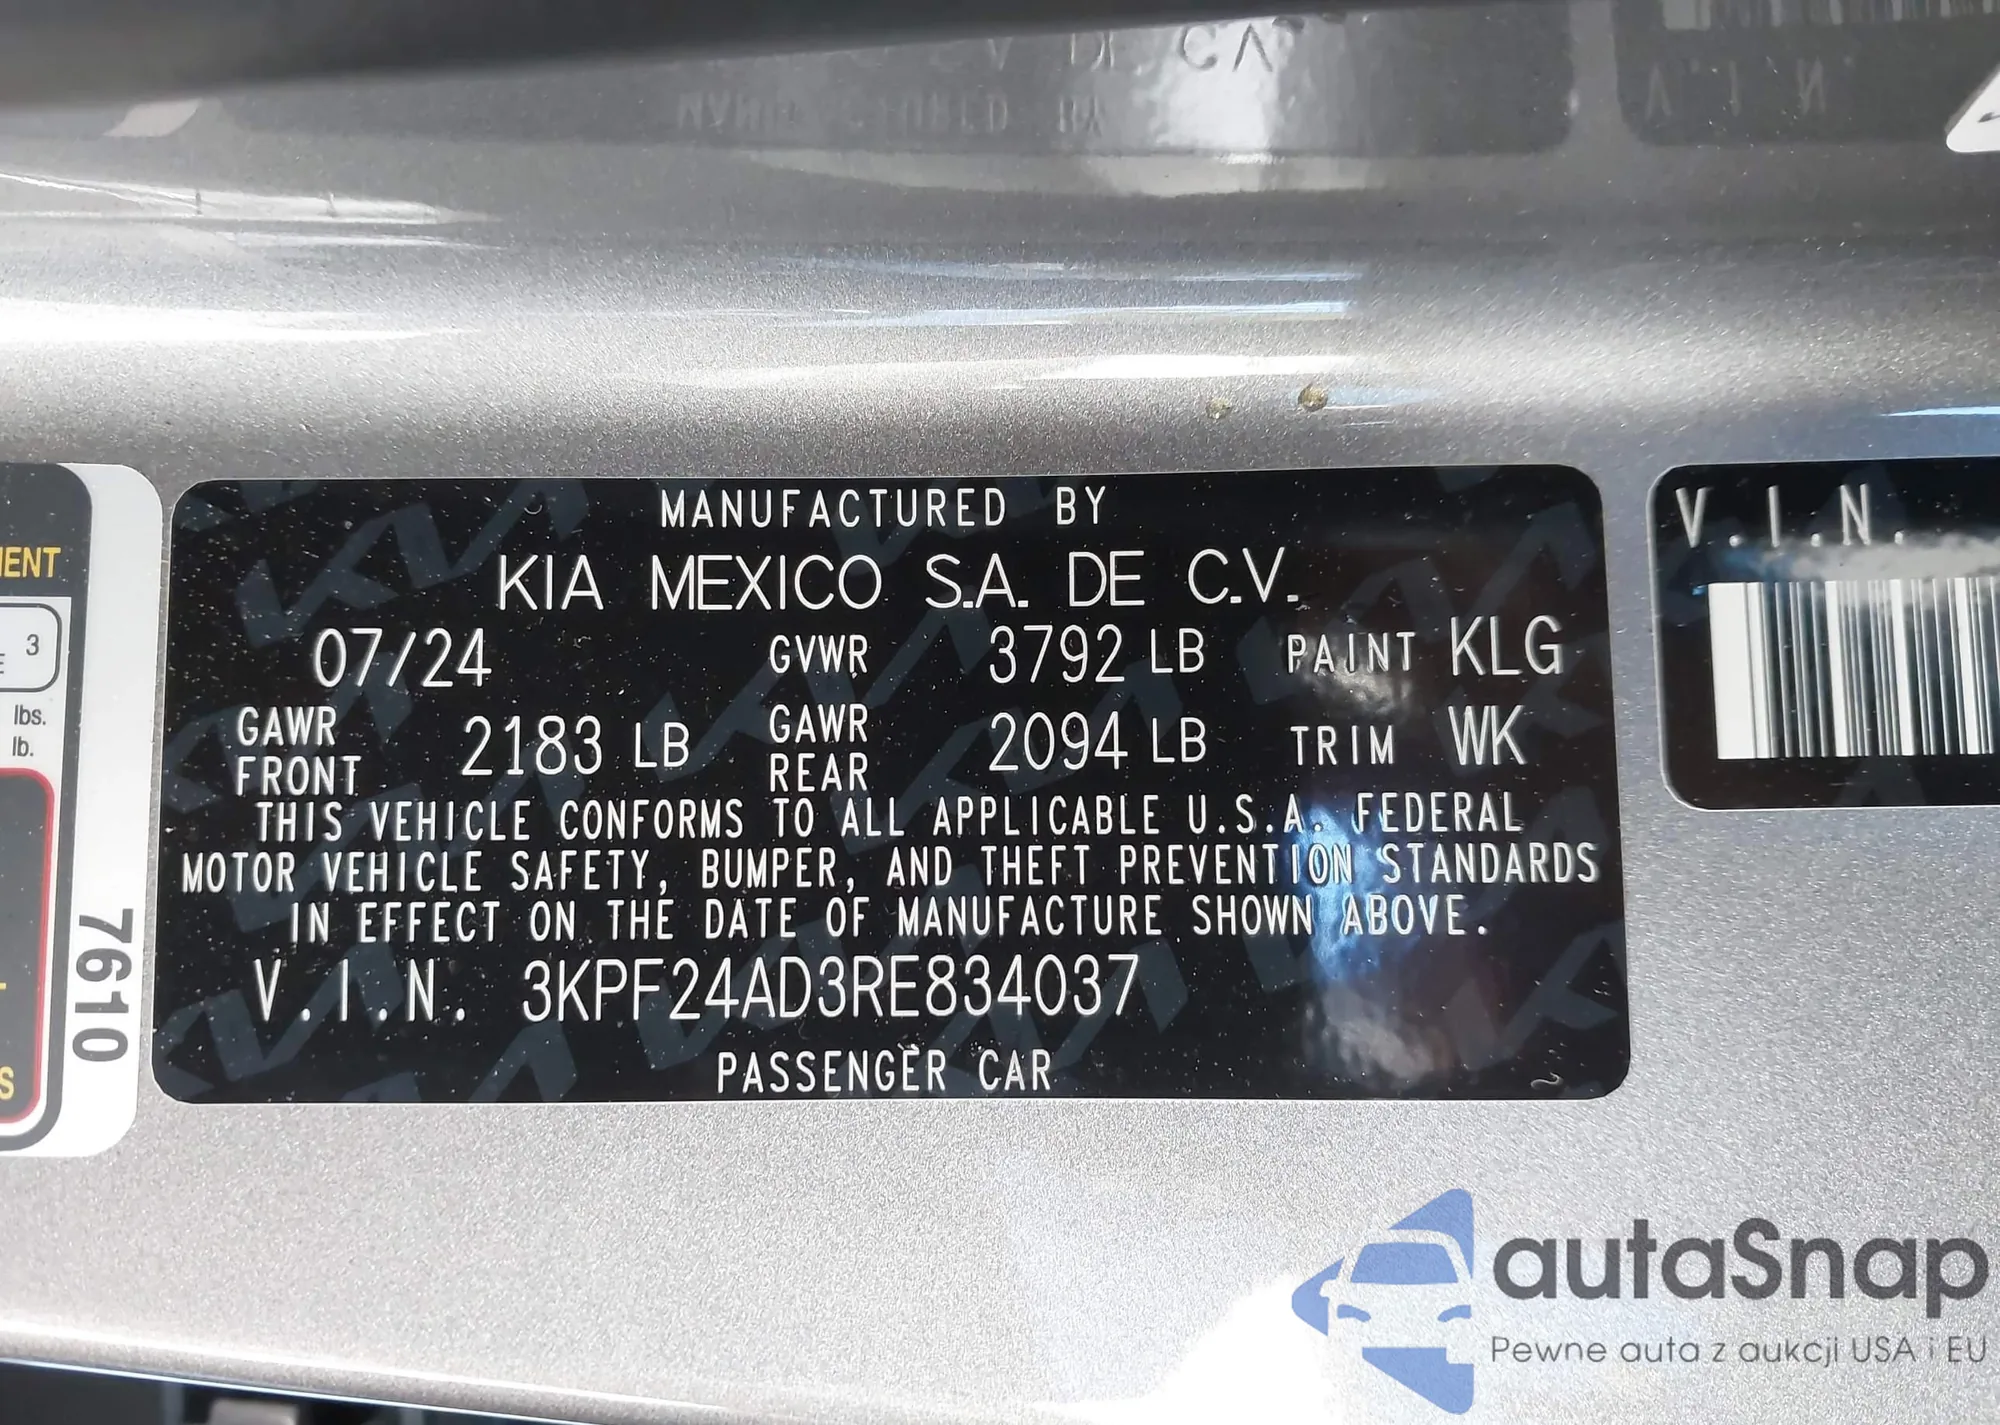 MANUFACTURED BY
KIA MEXICO S.A. DE C.V.
07/24 GVWR 3792 LB PAINT KLG
GAWR FRONT 2183 LB GAWR REAR 2094 LB TRIM WK
THIS VEHICLE CONFORMS TO ALL APPLICABLE U.S.A. FEDERAL
MOTOR VEHICLE SAFETY, BUMPER, AND THEFT PREVENTION STANDARDS
IN EFFECT ON THE DATE OF MANUFACTURE SHOWN ABOVE.
V.I.N. 3KPF24AD3RE834037
PASSENGER CAR
V.I.N.
3
lbs.
lb.
7610
autaSnap
Pewne auta z aukcji USA i EU